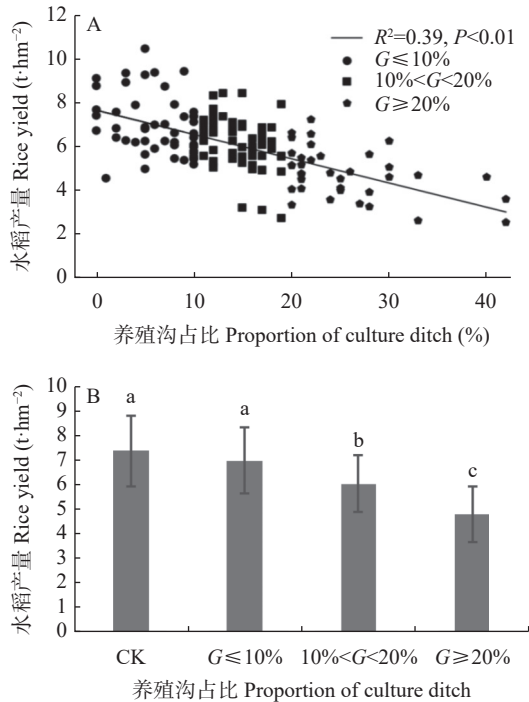 A
R²=0.39, P<0.01
G≤10%
10%<G<20%
G≥20%
水稻产量 Rice yield (t·hm⁻²)
12
10
8
6
4
2
0
0
10
20
30
40
养殖沟占比 Proportion of culture ditch (%)
B
水稻产量 Rice yield (t·hm⁻²)
10
9
8
7
6
5
4
3
2
1
0
a
a
b
c
CK
G≤10%
10%<G<20%
G≥20%
养殖沟占比 Proportion of culture ditch